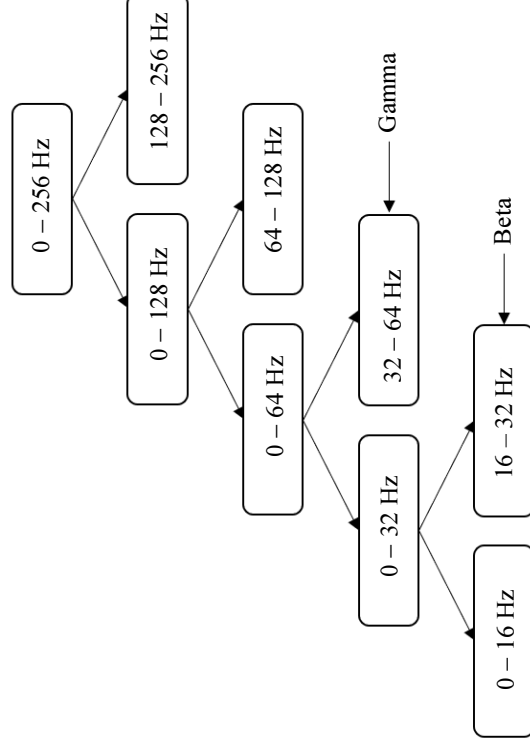 0 – 256 Hz
0 – 128 Hz
128 – 256 Hz
0 – 64 Hz
64 – 128 Hz
0 – 32 Hz
32 – 64 Hz
Gamma
0 – 16 Hz
16 – 32 Hz
Beta